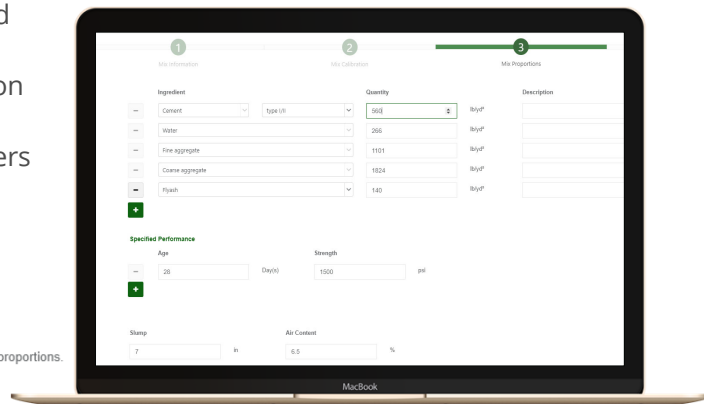 d
on
ers
proportions.
1 2 3
Mix Information Mix Calibration Mix Proportions
Ingredient Quantity Description
− Cement type I/II 560 lb/yd³
− Water 266 lb/yd³
− Fine aggregate 1101 lb/yd³
− Coarse aggregate 1824 lb/yd³
− Flyash 140 lb/yd³
+
Specified Performance
Age Strength
− 28 Day(s) 1500 psi
+
Slump Air Content
7 in 6.5 %
MacBook